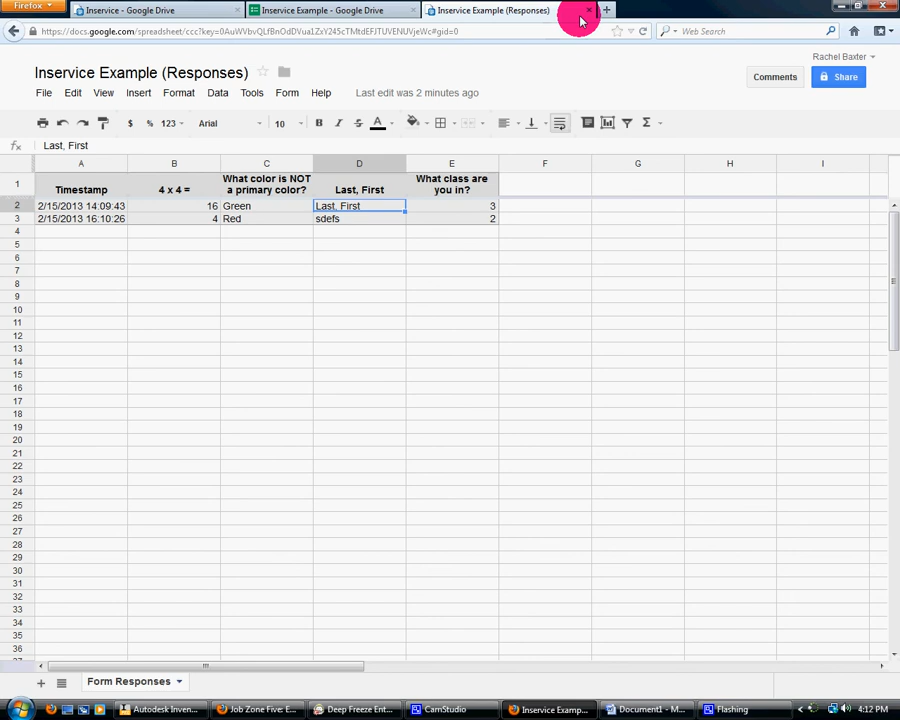 Firefox
Inservice - Google Drive
Inservice Example - Google Drive
Inservice Example (Responses)
https://docs.google.com/spreadsheet/ccc?key=0AuWVbvQLfBnODdVua1ZxY245cTMtdEFJTUVENUVjeWc#gid=0
Web Search
Inservice Example (Responses)
Rachel Baxter
Comments
Share
File Edit View Insert Format Data Tools Form Help Last edit was 2 minutes ago
$ % 123 Arial 10 B I A Σ
fx Last, First
A B C D E F G H I
1 Timestamp 4 x 4 = What color is NOT a primary color? Last, First What class are you in?
2 2/15/2013 14:09:43 16 Green Last, First 3
3 2/15/2013 16:10:26 4 Red sdefs 2
4
5
6
7
8
9
10
11
12
13
14
15
16
17
18
19
20
21
22
23
24
25
26
27
28
29
30
31
32
33
34
35
36
Form Responses
Autodesk Inven... Job Zone Five: E... Deep Freeze Ent... CamStudio Inservice Examp... Document1 - M... Flashing 4:12 PM